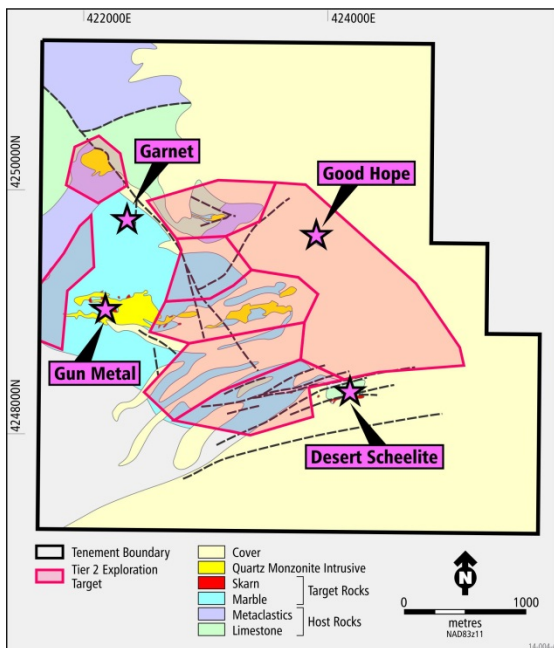 422000E
424000E
4250000N
4248000N
Garnet
Good Hope
Gun Metal
Desert Scheelite
Tenement Boundary
Tier 2 Exploration
Target
Cover
Quartz Monzonite Intrusive
Skarn
Marble
Target Rocks
Metaclastics
Limestone
Host Rocks
N
0
1000
metres
NAD83z11